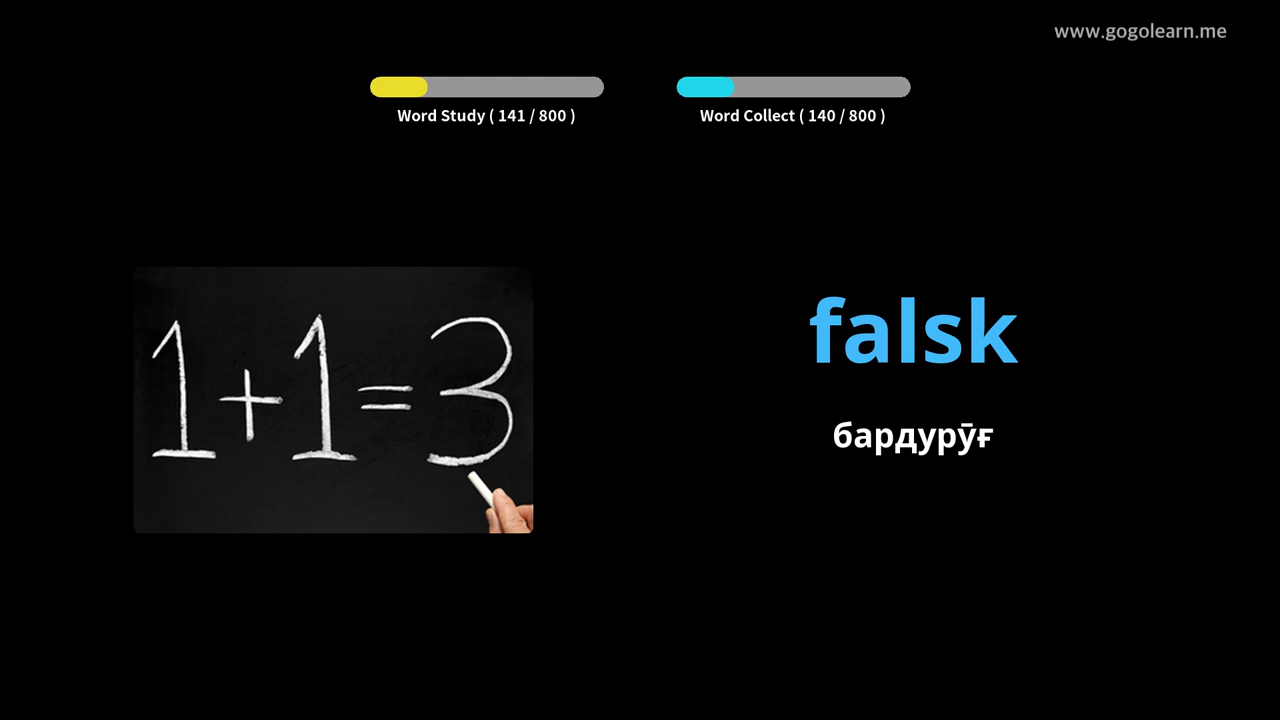 www.gogolearn.me
Word Study ( 141 / 800 )
Word Collect ( 140 / 800 )
1+1=3
falsk
бардурӯғ